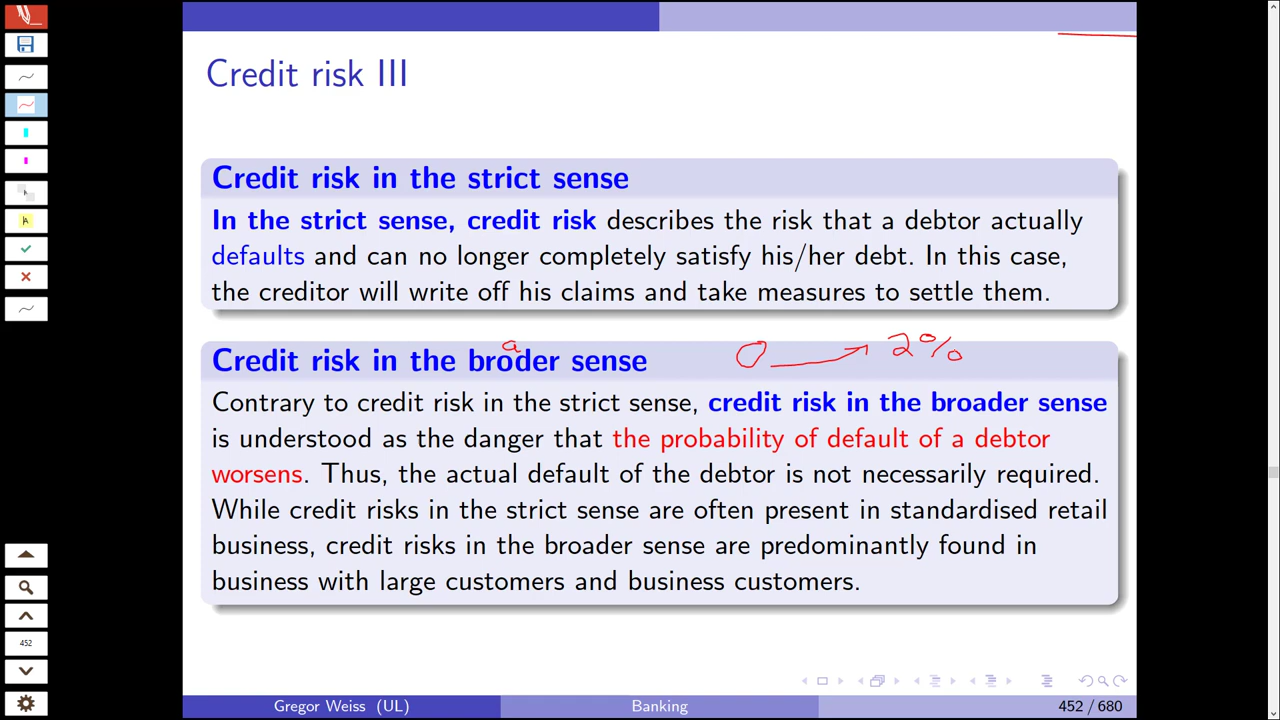 Credit risk III
Credit risk in the strict sense
In the strict sense, credit risk describes the risk that a debtor actually
defaults and can no longer completely satisfy his/her debt. In this case,
the creditor will write off his claims and take measures to settle them.
a
Credit risk in the broder sense
0 → 2%
Contrary to credit risk in the strict sense, credit risk in the broader sense
is understood as the danger that the probability of default of a debtor
worsens. Thus, the actual default of the debtor is not necessarily required.
While credit risks in the strict sense are often present in standardised retail
business, credit risks in the broader sense are predominantly found in
business with large customers and business customers.
452
Gregor Weiss (UL) Banking 452 / 680